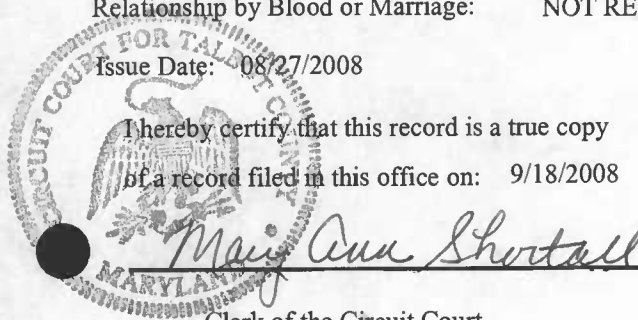 Relationship by Blood or Marriage: NOT RE
CIRCUIT COURT FOR TALBOT COUNTY
Issue Date: 08/27/2008
I hereby certify that this record is a true copy
of a record filed in this office on: 9/18/2008
Mary Ann Shortall
MARYLAND
Clerk of the Circuit Court